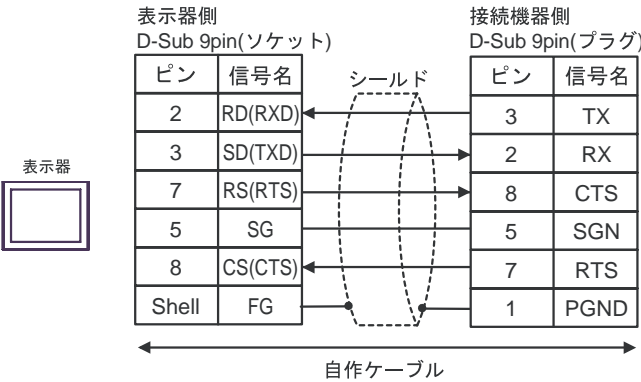 表示器側
D-Sub 9pin(ソケット)
接続機器側
D-Sub 9pin(プラグ)
ピン 信号名 シールド ピン 信号名
2 RD(RXD) 3 TX
3 SD(TXD) 2 RX
表示器
7 RS(RTS) 8 CTS
5 SG 5 SGN
8 CS(CTS) 7 RTS
Shell FG 1 PGND
自作ケーブル